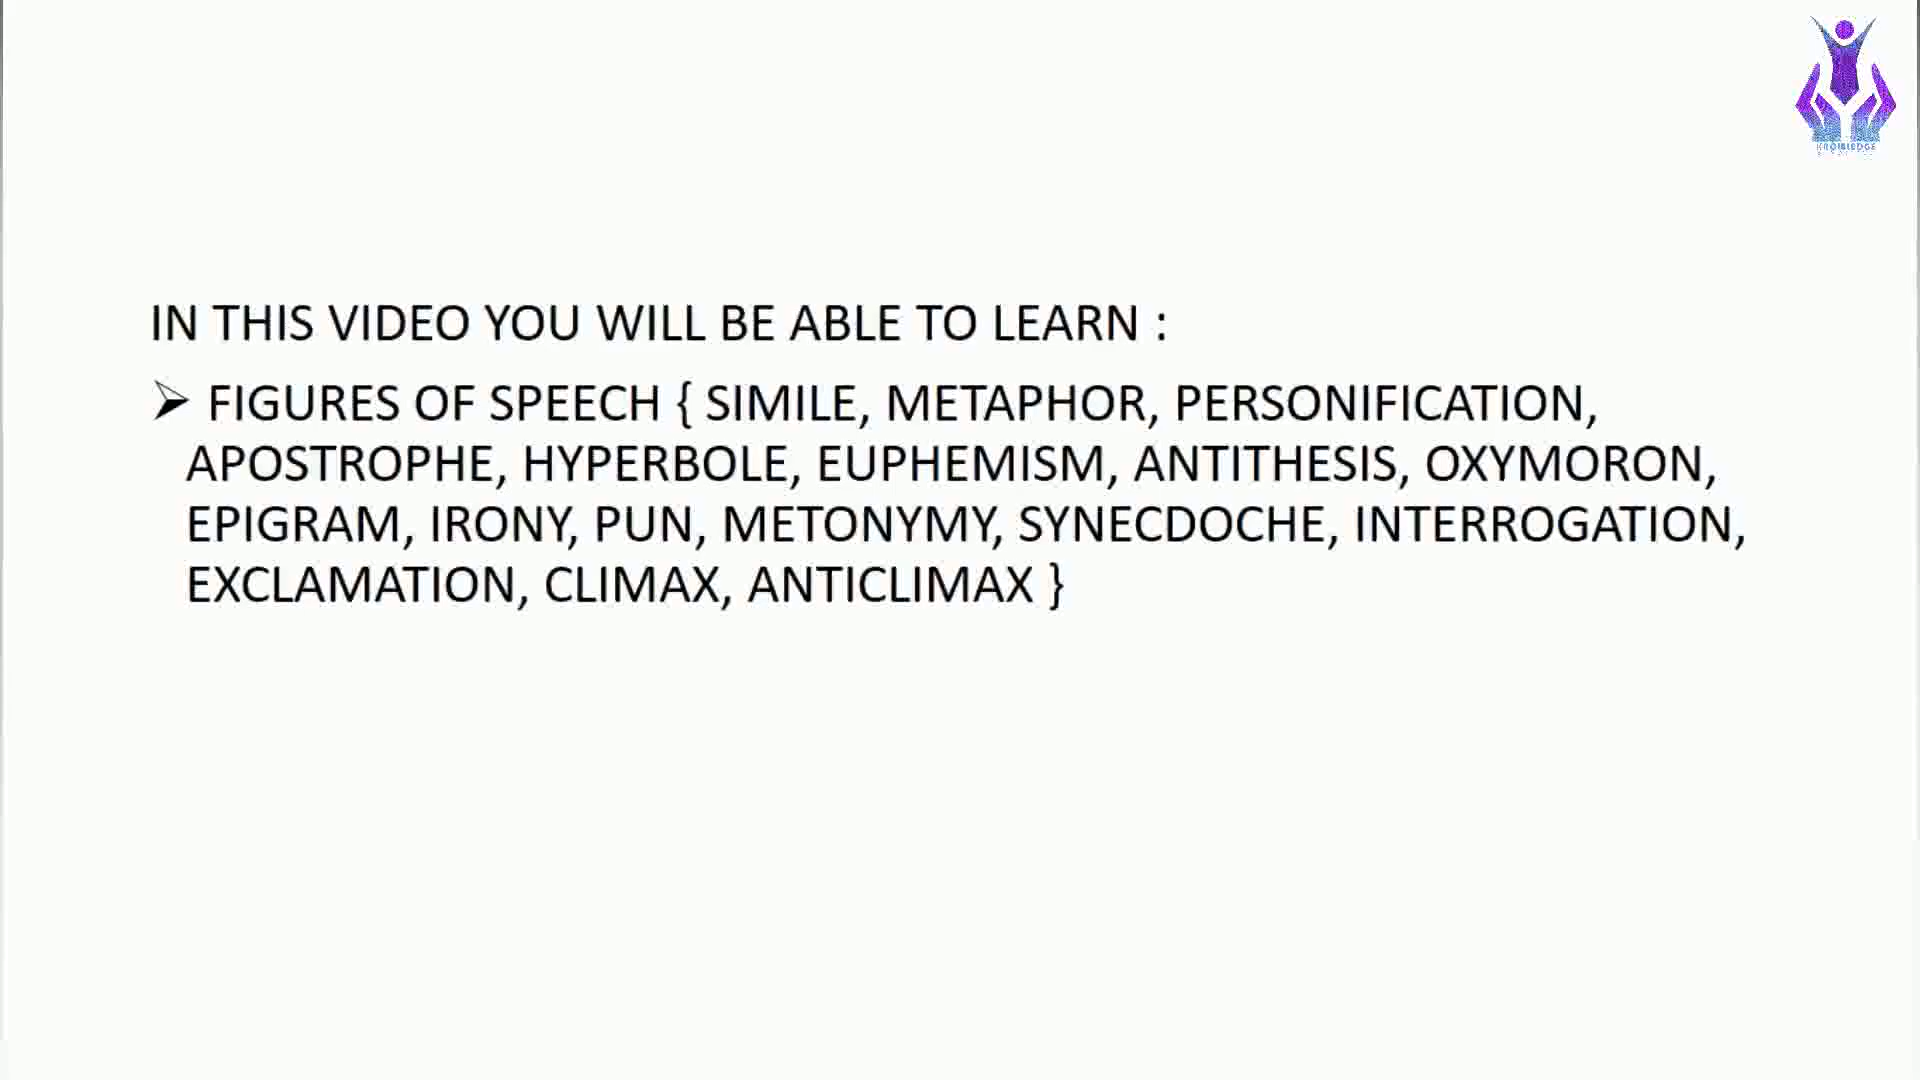 IN THIS VIDEO YOU WILL BE ABLE TO LEARN :
➢ FIGURES OF SPEECH { SIMILE, METAPHOR, PERSONIFICATION,
APOSTROPHE, HYPERBOLE, EUPHEMISM, ANTITHESIS, OXYMORON,
EPIGRAM, IRONY, PUN, METONYMY, SYNECDOCHE, INTERROGATION,
EXCLAMATION, CLIMAX, ANTICLIMAX }